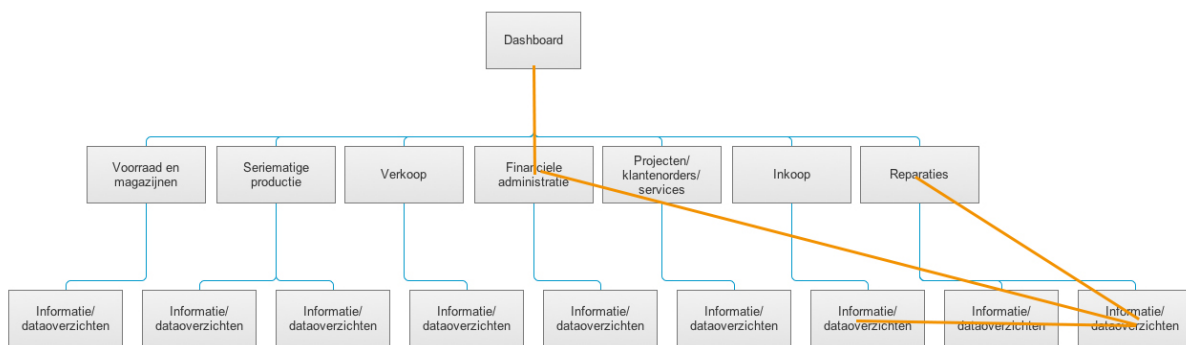 Dashboard
Voorraad en
magazijnen
Seriematige
productie
Verkoop
Financiele
administratie
Projecten/
klantenorders/
services
Inkoop
Reparaties
Informatie/
dataoverzichten
Informatie/
dataoverzichten
Informatie/
dataoverzichten
Informatie/
dataoverzichten
Informatie/
dataoverzichten
Informatie/
dataoverzichten
Informatie/
dataoverzichten
Informatie/
dataoverzichten
Informatie/
dataoverzichten